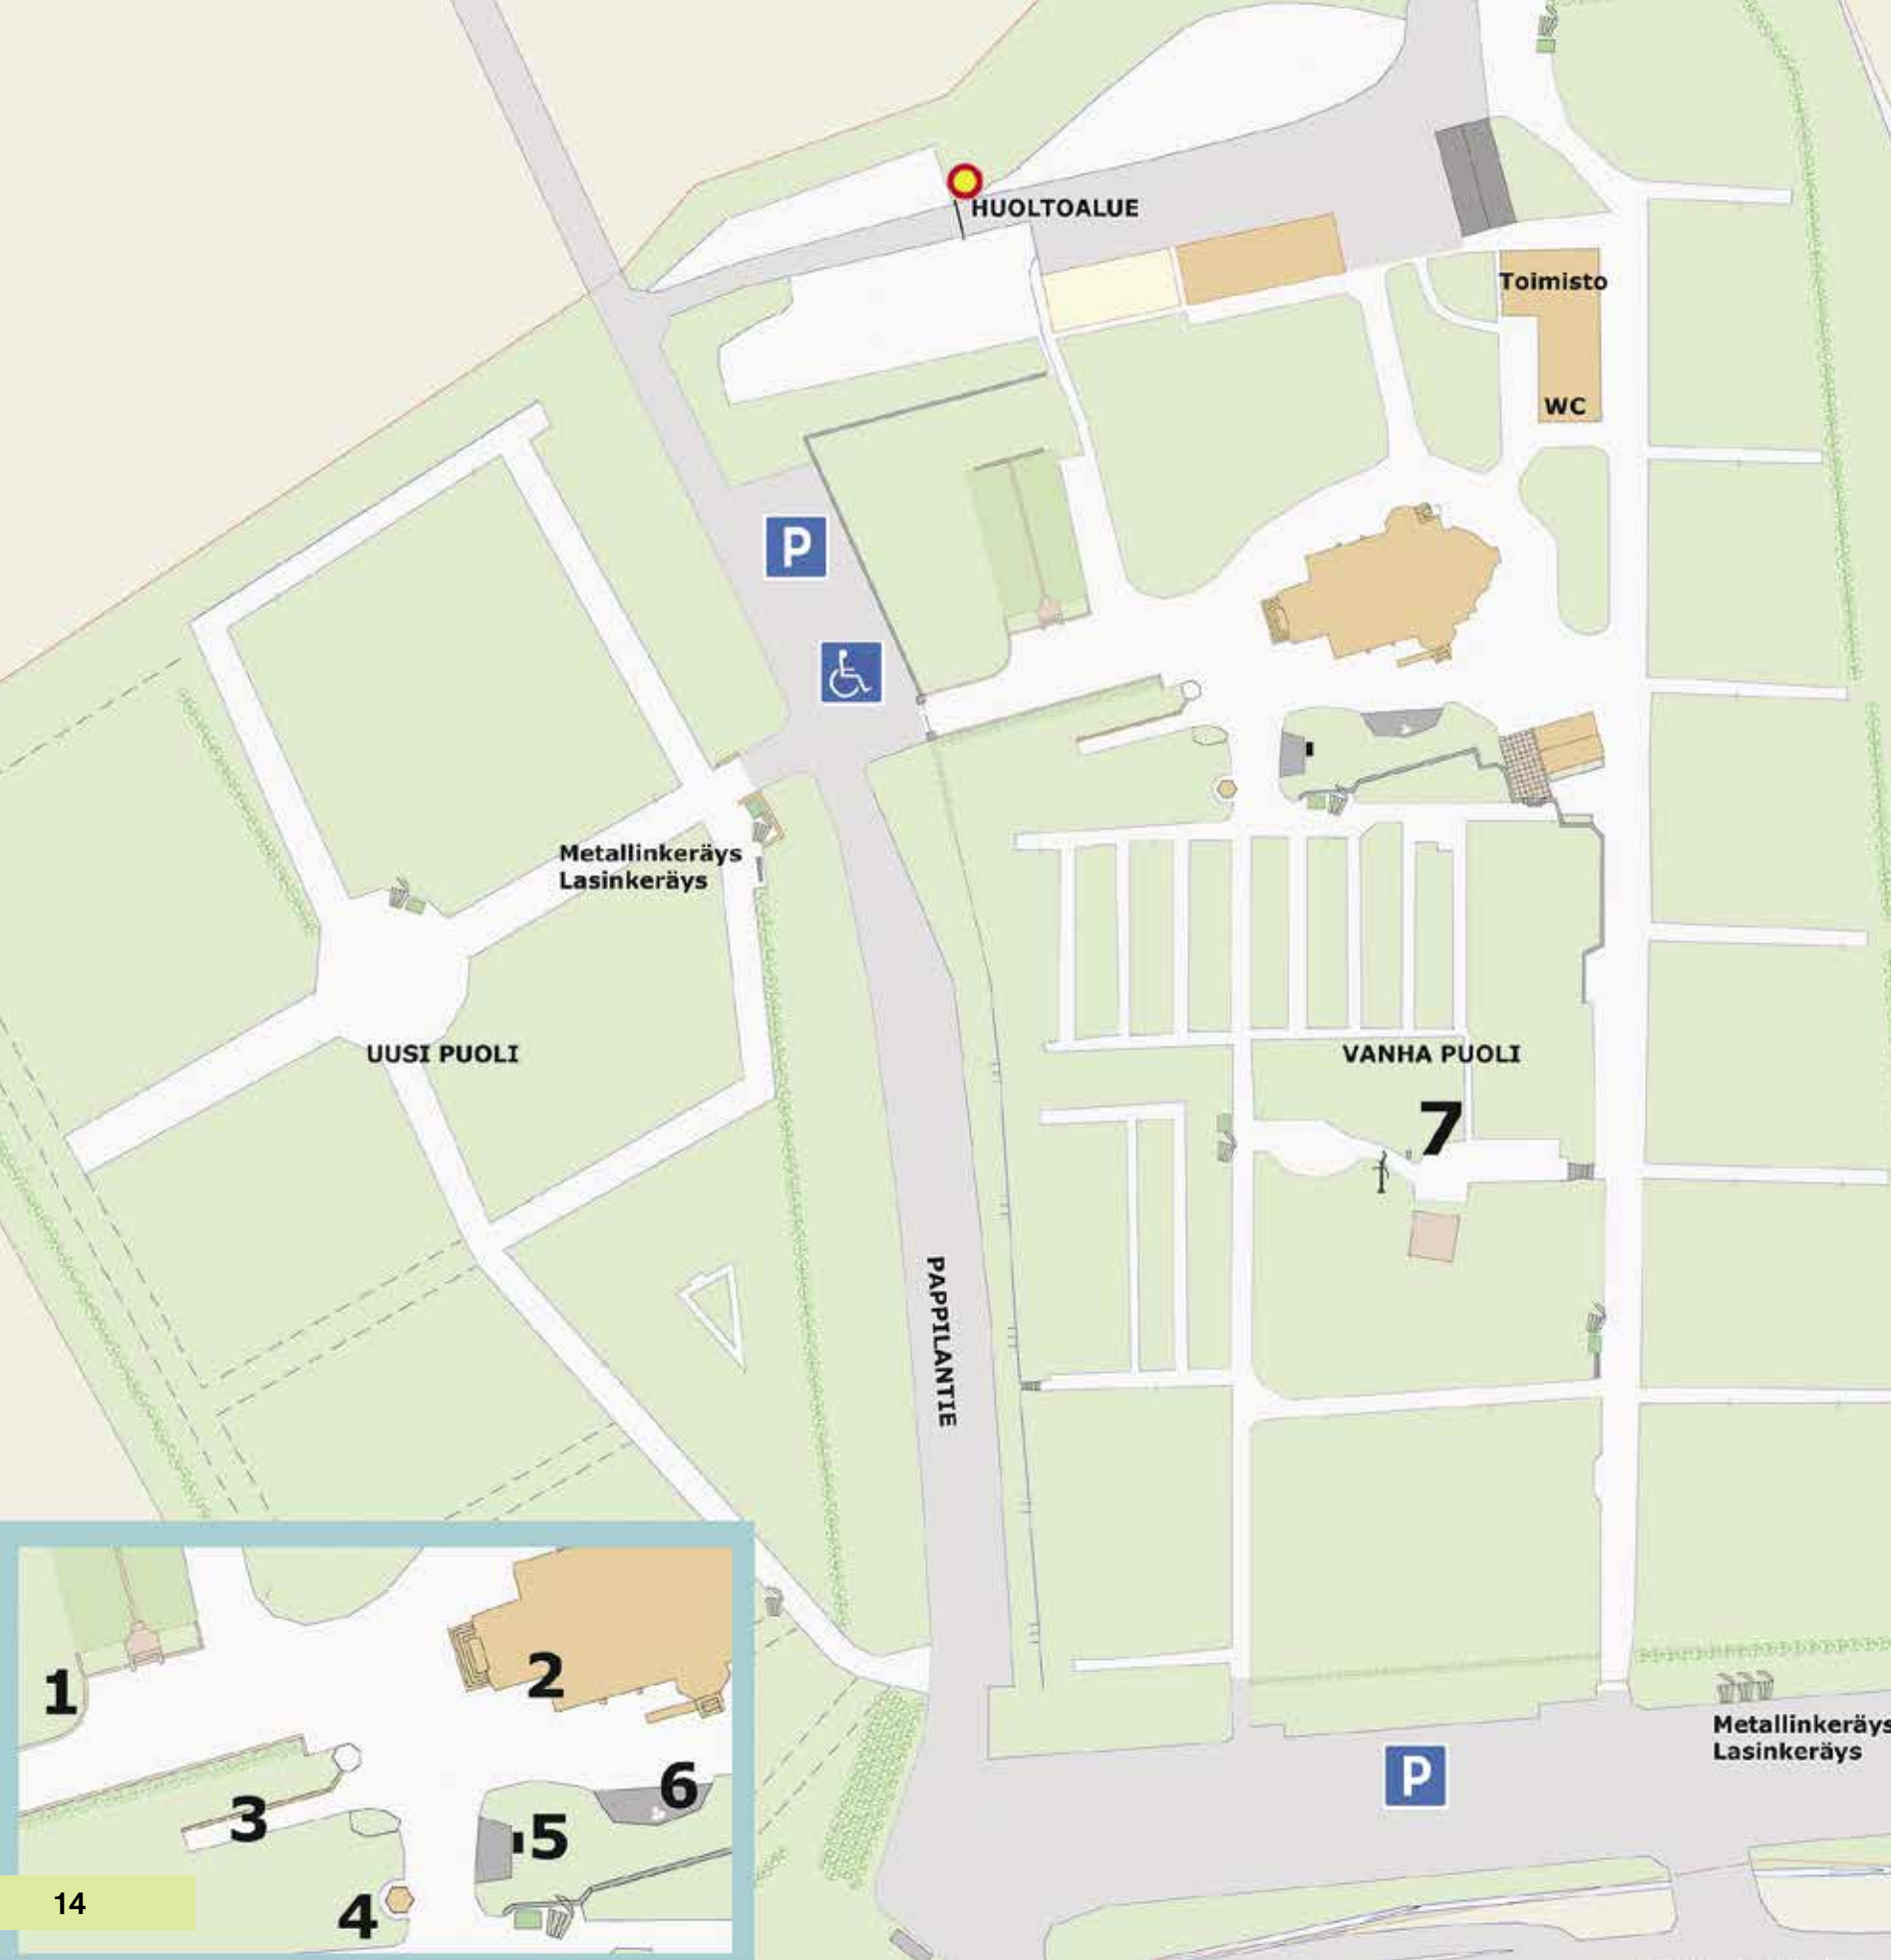 HUOLTOALUE
Toimisto
WC
P
Metallinkeräys
Lasinkeräys
UUSI PUOLI
VANHA PUOLI
7
PAPPILANTIE
1
2
3
4
5
6
14
Metallinkeräys
Lasinkeräys
P